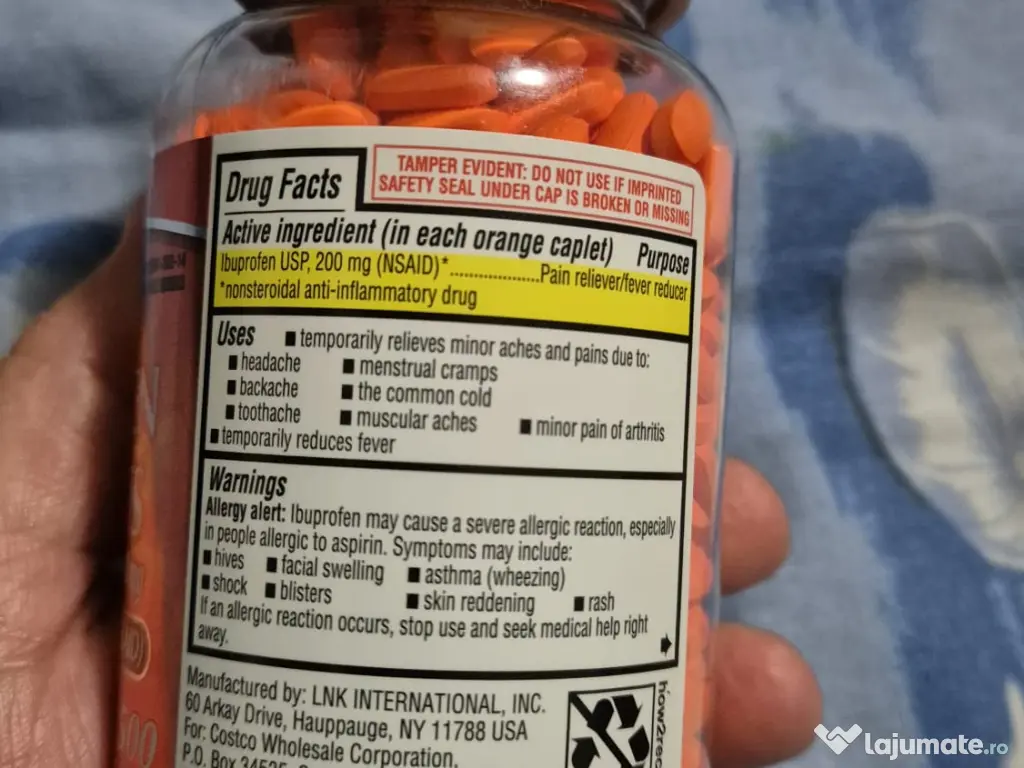 Drug Facts
TAMPER EVIDENT: DO NOT USE IF IMPRINTED
SAFETY SEAL UNDER CAP IS BROKEN OR MISSING
Active ingredient (in each orange caplet) Purpose
Ibuprofen USP, 200 mg (NSAID)*....................Pain reliever/fever reducer
*nonsteroidal anti-inflammatory drug
Uses ■ temporarily relieves minor aches and pains due to:
■ headache ■ menstrual cramps
■ backache ■ the common cold
■ toothache ■ muscular aches ■ minor pain of arthritis
■ temporarily reduces fever
Warnings
Allergy alert: Ibuprofen may cause a severe allergic reaction, especially
in people allergic to aspirin. Symptoms may include:
■ hives ■ facial swelling ■ asthma (wheezing)
■ shock ■ blisters ■ skin reddening ■ rash
If an allergic reaction occurs, stop use and seek medical help right
away.
Manufactured by: LNK INTERNATIONAL, INC.
60 Arkay Drive, Hauppauge, NY 11788 USA
For: Costco Wholesale Corporation.
P.O. Box
lajumate.ro